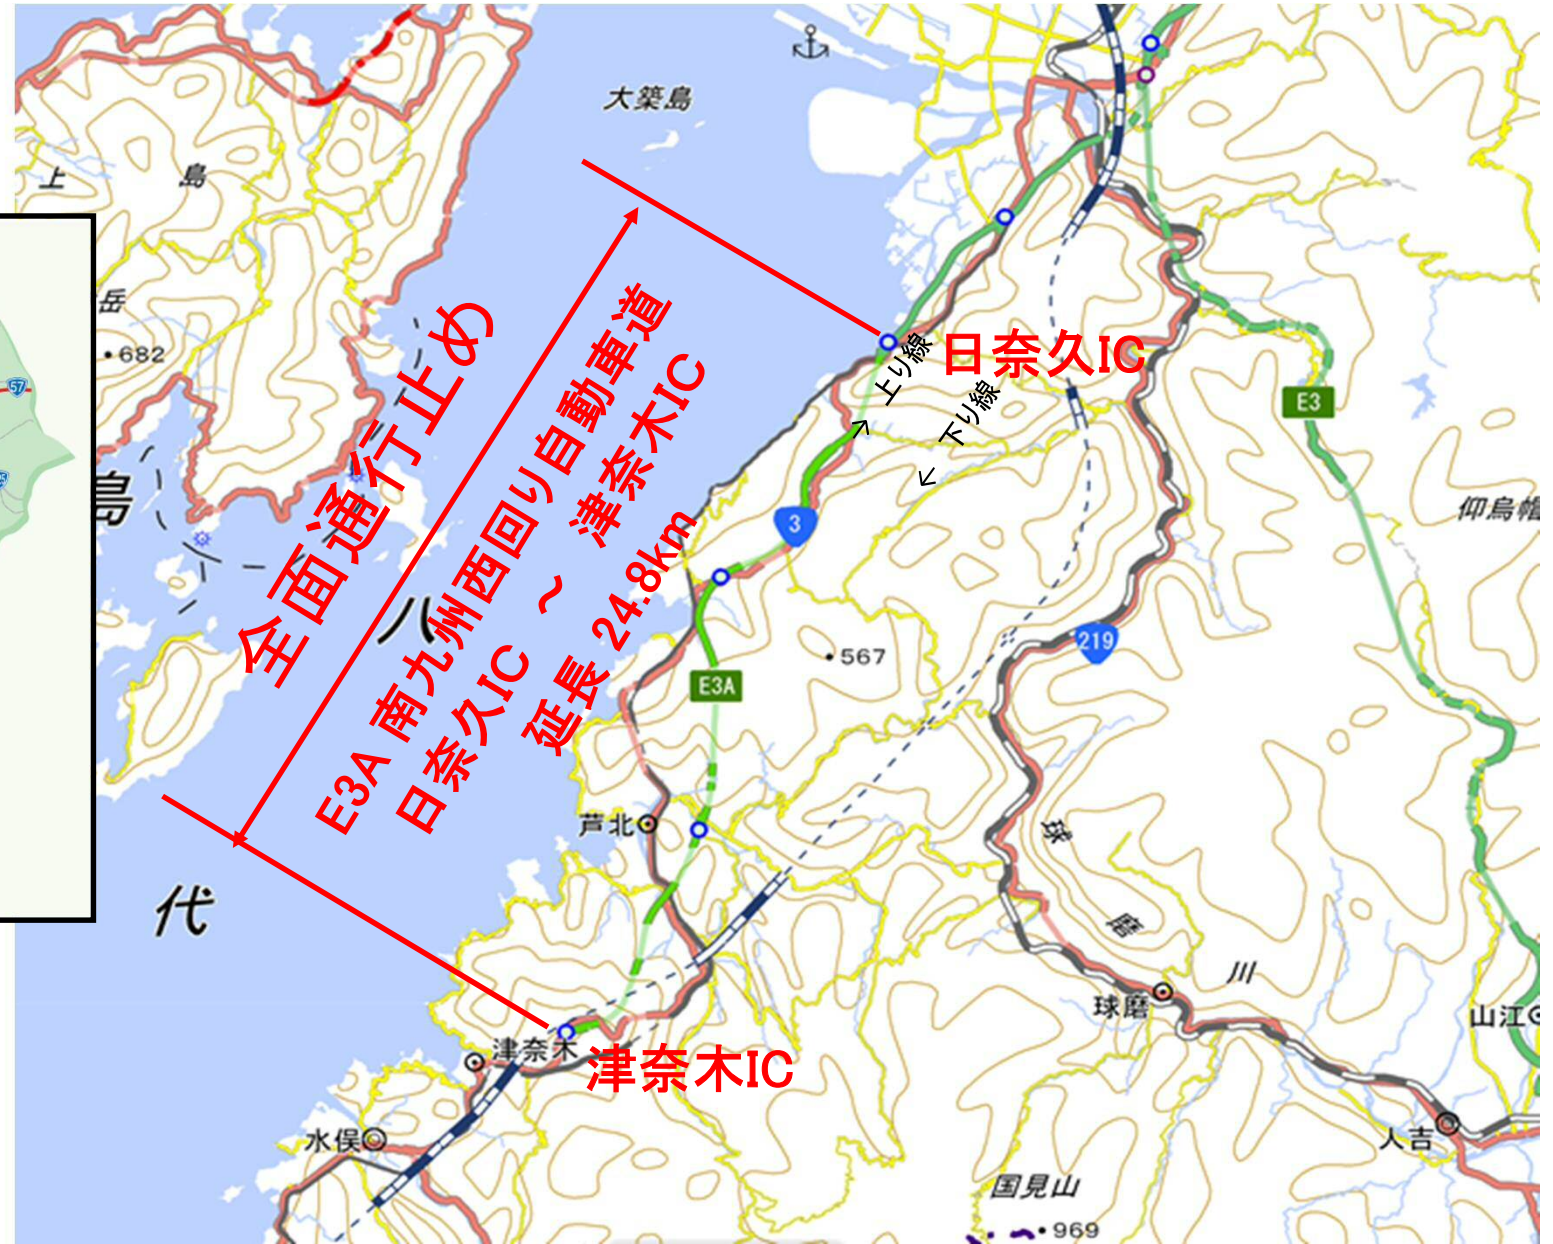 大築島
上 島
岳
682
57
島
全面通行止め
E3A 南九州西回り自動車道
日奈久IC ～ 津奈木IC
延長 24.8km
日奈久IC
上り線
下り線
E3
仰烏帽
3
八
219
567
E3A
芦北
球
磨
川
代
球磨
山江
津奈木
津奈木IC
水俣
人吉
国見山
969